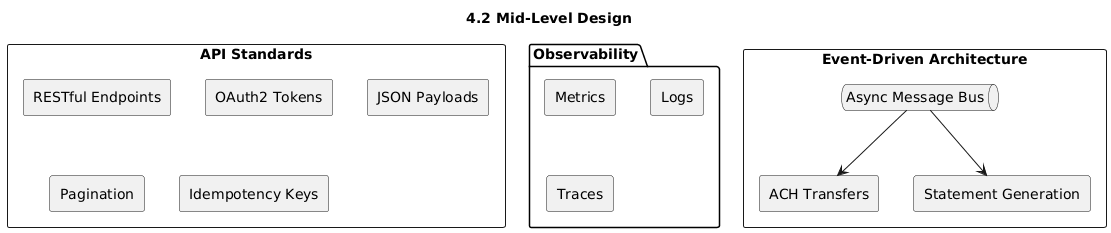 4.2 Mid-Level Design
API Standards
RESTful Endpoints
OAuth2 Tokens
JSON Payloads
Pagination
Idempotency Keys
Observability
Metrics
Logs
Traces
Event-Driven Architecture
Async Message Bus
ACH Transfers
Statement Generation